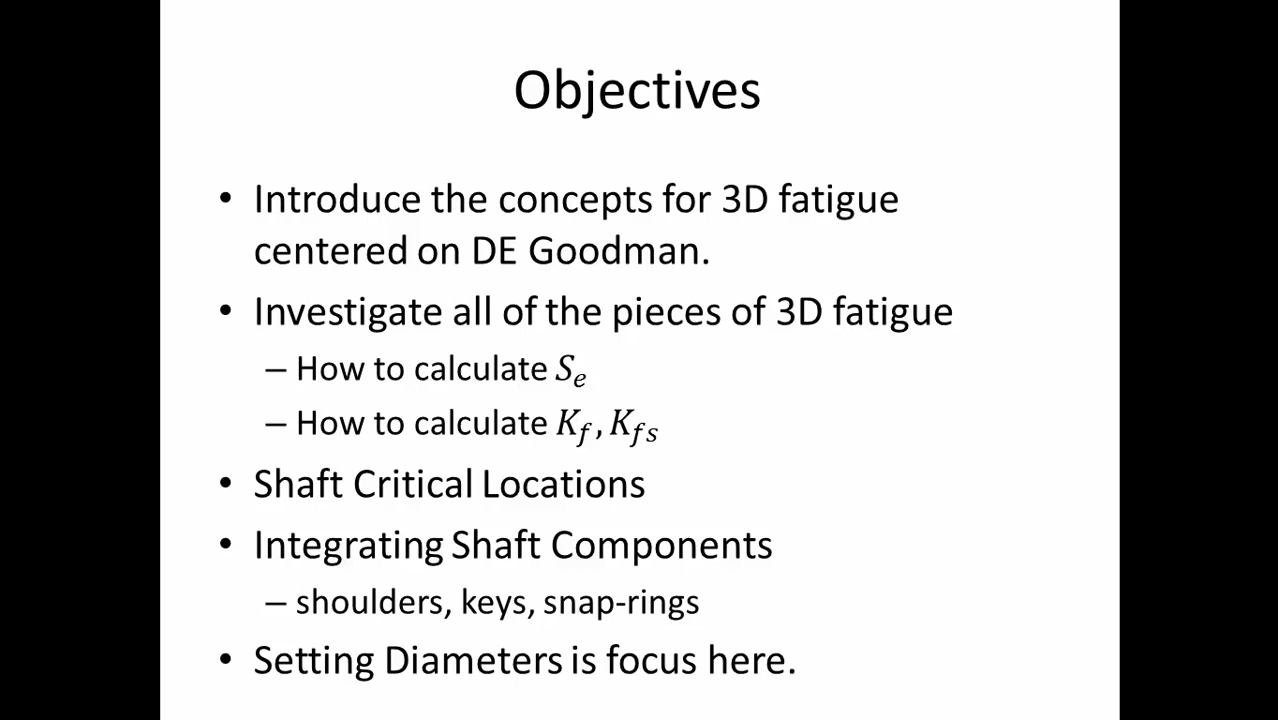 Objectives
• Introduce the concepts for 3D fatigue
centered on DE Goodman.
• Investigate all of the pieces of 3D fatigue
– How to calculate Sₑ
– How to calculate K_f, K_fs
• Shaft Critical Locations
• Integrating Shaft Components
– shoulders, keys, snap-rings
• Setting Diameters is focus here.